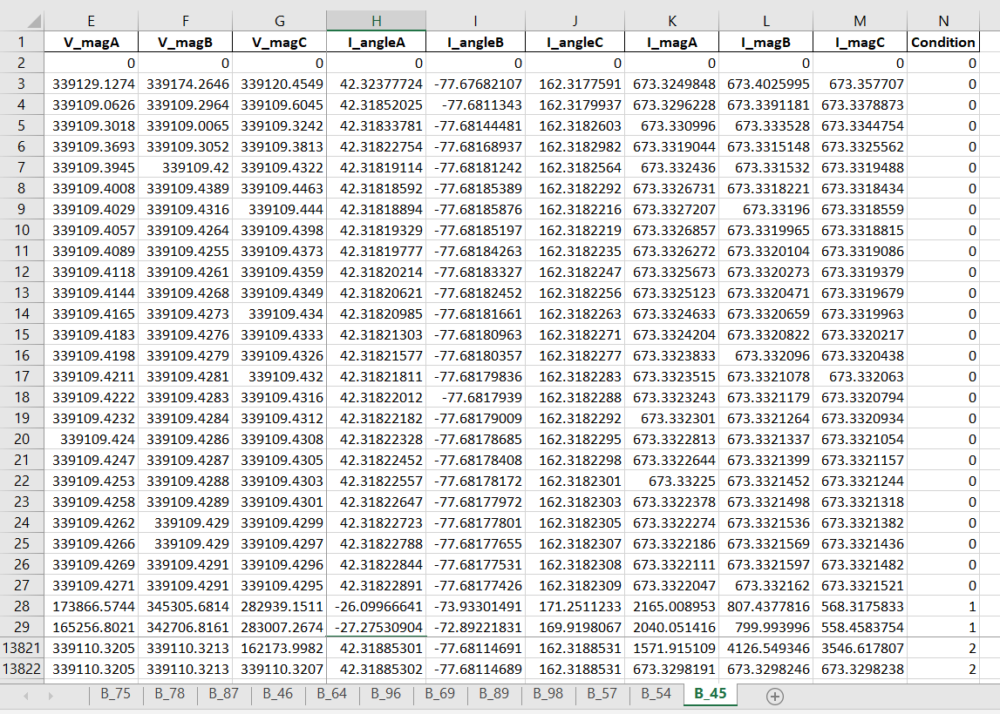 E F G H I J K L M N
1 V_magA V_magB V_magC I_angleA I_angleB I_angleC I_magA I_magB I_magC Condition
2 0 0 0 0 0 0 0 0 0 0
3 339129.1274 339174.2646 339120.4549 42.32377724 -77.67682107 162.3177591 673.3249848 673.4025995 673.357707 0
4 339109.0626 339109.2964 339109.6045 42.31852025 -77.6811343 162.3179937 673.3296228 673.3391181 673.3378873 0
5 339109.3018 339109.0065 339109.3242 42.31833781 -77.68144481 162.3182603 673.330996 673.333528 673.3344754 0
6 339109.3693 339109.3052 339109.3813 42.31822754 -77.68168937 162.3182982 673.3319044 673.3315148 673.3325562 0
7 339109.3945 339109.42 339109.4322 42.31819114 -77.68181242 162.3182564 673.332436 673.331532 673.3319488 0
8 339109.4008 339109.4389 339109.4463 42.31818592 -77.68185389 162.3182292 673.3326731 673.3318221 673.3318434 0
9 339109.4029 339109.4316 339109.444 42.31818894 -77.68185876 162.3182216 673.3327207 673.33196 673.3318559 0
10 339109.4057 339109.4264 339109.4398 42.31819329 -77.68185197 162.3182219 673.3326857 673.3319965 673.3318815 0
11 339109.4089 339109.4255 339109.4373 42.31819777 -77.68184263 162.3182235 673.3326272 673.3320104 673.3319086 0
12 339109.4118 339109.4261 339109.4359 42.31820214 -77.68183327 162.3182247 673.3325673 673.3320273 673.3319379 0
13 339109.4144 339109.4268 339109.4349 42.31820621 -77.68182452 162.3182256 673.3325123 673.3320471 673.3319679 0
14 339109.4165 339109.4273 339109.434 42.31820985 -77.68181661 162.3182263 673.3324633 673.3320659 673.3319963 0
15 339109.4183 339109.4276 339109.4333 42.31821303 -77.68180963 162.3182271 673.3324204 673.3320822 673.3320217 0
16 339109.4198 339109.4279 339109.4326 42.31821577 -77.68180357 162.3182277 673.3323833 673.332096 673.3320438 0
17 339109.4211 339109.4281 339109.432 42.31821811 -77.68179836 162.3182283 673.3323515 673.3321078 673.332063 0
18 339109.4222 339109.4283 339109.4316 42.31822012 -77.6817939 162.3182288 673.3323243 673.3321179 673.3320794 0
19 339109.4232 339109.4284 339109.4312 42.31822182 -77.68179009 162.3182292 673.332301 673.3321264 673.3320934 0
20 339109.424 339109.4286 339109.4308 42.31822328 -77.68178685 162.3182295 673.3322813 673.3321337 673.3321054 0
21 339109.4247 339109.4287 339109.4305 42.31822452 -77.68178408 162.3182298 673.3322644 673.3321399 673.3321157 0
22 339109.4253 339109.4288 339109.4303 42.31822557 -77.68178172 162.3182301 673.33225 673.3321452 673.3321244 0
23 339109.4258 339109.4289 339109.4301 42.31822647 -77.68177972 162.3182303 673.3322378 673.3321498 673.3321318 0
24 339109.4262 339109.429 339109.4299 42.31822723 -77.68177801 162.3182305 673.3322274 673.3321536 673.3321382 0
25 339109.4266 339109.429 339109.4297 42.31822788 -77.68177655 162.3182307 673.3322186 673.3321569 673.3321436 0
26 339109.4269 339109.4291 339109.4296 42.31822844 -77.68177531 162.3182308 673.3322111 673.3321597 673.3321482 0
27 339109.4271 339109.4291 339109.4295 42.31822891 -77.68177426 162.3182309 673.3322047 673.332162 673.3321521 0
28 173866.5744 345305.6814 282939.1511 -26.09966641 -73.93301491 171.2511233 2165.008953 807.4377816 568.3175833 1
29 165256.8021 342706.8161 283007.2674 -27.27530904 -72.89221831 169.9198067 2040.051416 799.993996 558.4583754 1
13821 339110.3205 339110.3213 162173.9982 42.31885301 -77.68114691 162.3188531 1571.915109 4126.549346 3546.617807 2
13822 339110.3205 339110.3213 339110.3207 42.31885302 -77.68114689 162.3188531 673.3298191 673.3298246 673.3298238 2
B_75 B_78 B_87 B_46 B_64 B_96 B_69 B_89 B_98 B_57 B_54 B_45